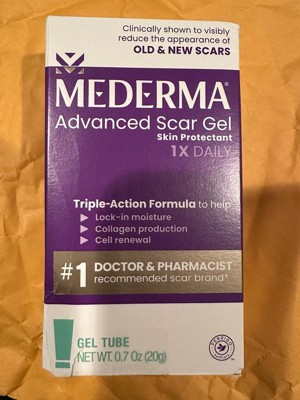 Clinically shown to visibly
reduce the appearance of
OLD & NEW SCARS
MEDERMA®
Advanced Scar Gel
Skin Protectant
1X DAILY
Triple-Action Formula to help
Lock-in moisture
Collagen production
Cell renewal
#1 DOCTOR & PHARMACIST
recommended scar brand†
GEL TUBE
NET WT. 0.7 Oz (20g)